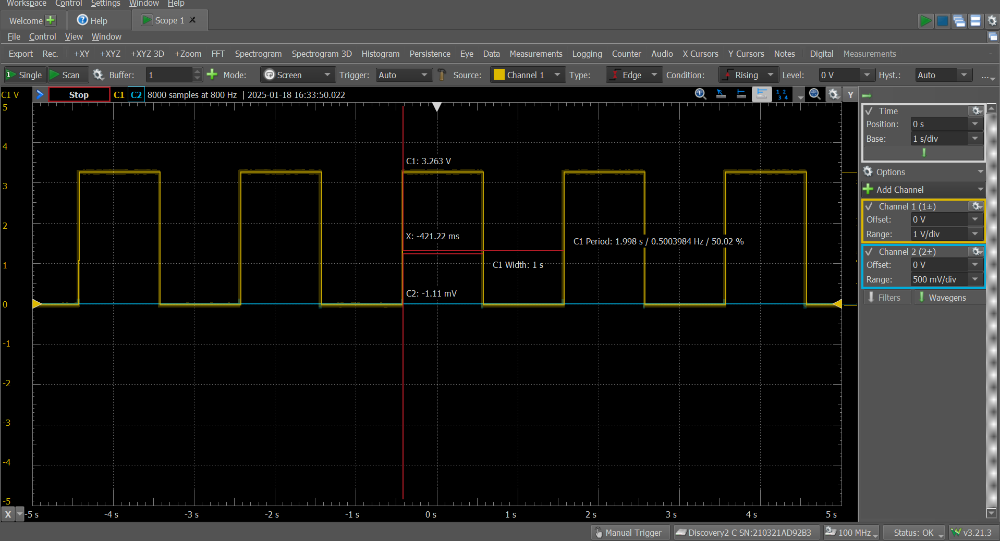 Workspace Control Settings Window Help
Welcome Help Scope 1 X
File Control View Window
Export Rec. +XY +XYZ +XYZ 3D +Zoom FFT Spectrogram Spectrogram 3D Histogram Persistence Eye Data Measurements Logging Counter Audio X Cursors Y Cursors Notes Digital Measurements -
1 Single Scan Buffer: 1 Mode: Screen Trigger: Auto Source: Channel 1 Type: Edge Condition: Rising Level: 0 V Hyst.: Auto ...
C1 V Stop C1 C2 8000 samples at 800 Hz | 2025-01-18 16:33:50.022 1 2 3 4 Y
5
4
3
2
1
0
-1
-2
-3
-4
-5
C1: 3.263 V
X: -421.22 ms
C1 Period: 1.998 s / 0.5003984 Hz / 50.02 %
C1 Width: 1 s
C2: -1.11 mV
X -5 s -4 s -3 s -2 s -1 s 0 s 1 s 2 s 3 s 4 s 5 s
Time
Position: 0 s
Base: 1 s/div
Options
Add Channel
Channel 1 (1±)
Offset: 0 V
Range: 1 V/div
Channel 2 (2±)
Offset: 0 V
Range: 500 mV/div
Filters Wavegens
Manual Trigger Discovery2 C SN:210321AD92B3 100 MHz Status: OK v3.21.3